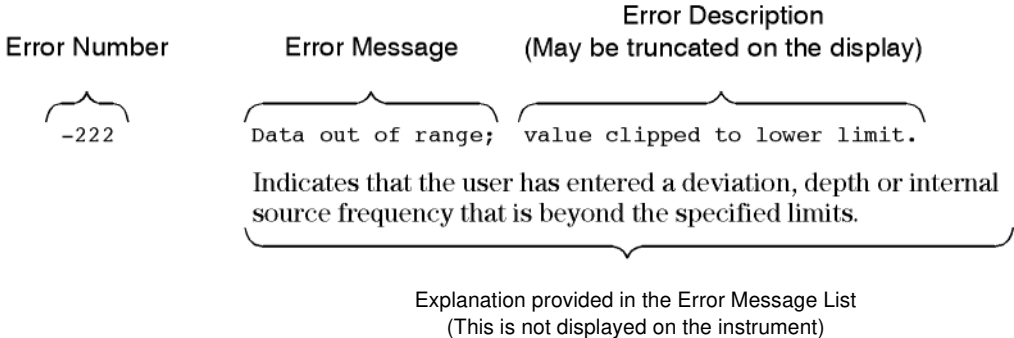 Error Description
Error Number Error Message (May be truncated on the display)
-222 Data out of range; value clipped to lower limit.
Indicates that the user has entered a deviation, depth or internal
source frequency that is beyond the specified limits.
Explanation provided in the Error Message List
(This is not displayed on the instrument)